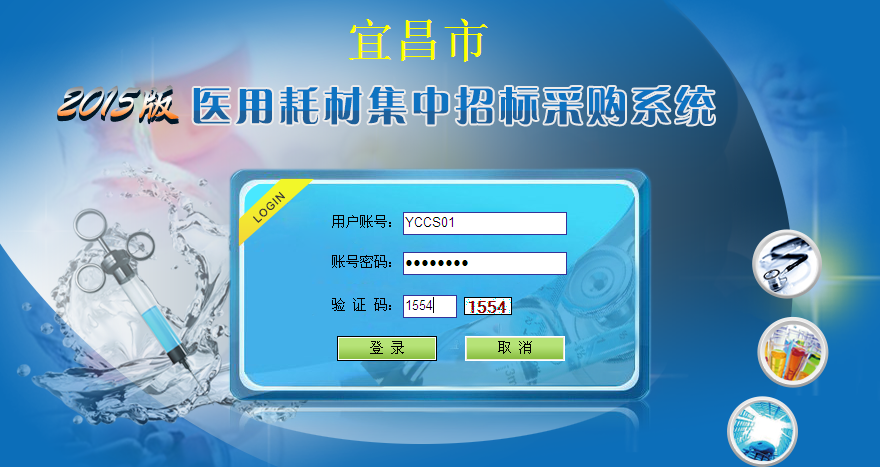 宜昌市
2015版 医用耗材集中招标采购系统
LOGIN
用户账号： YCCS01
账号密码： ●●●●●●●●
验 证 码： 1554 1554
登 录 取 消